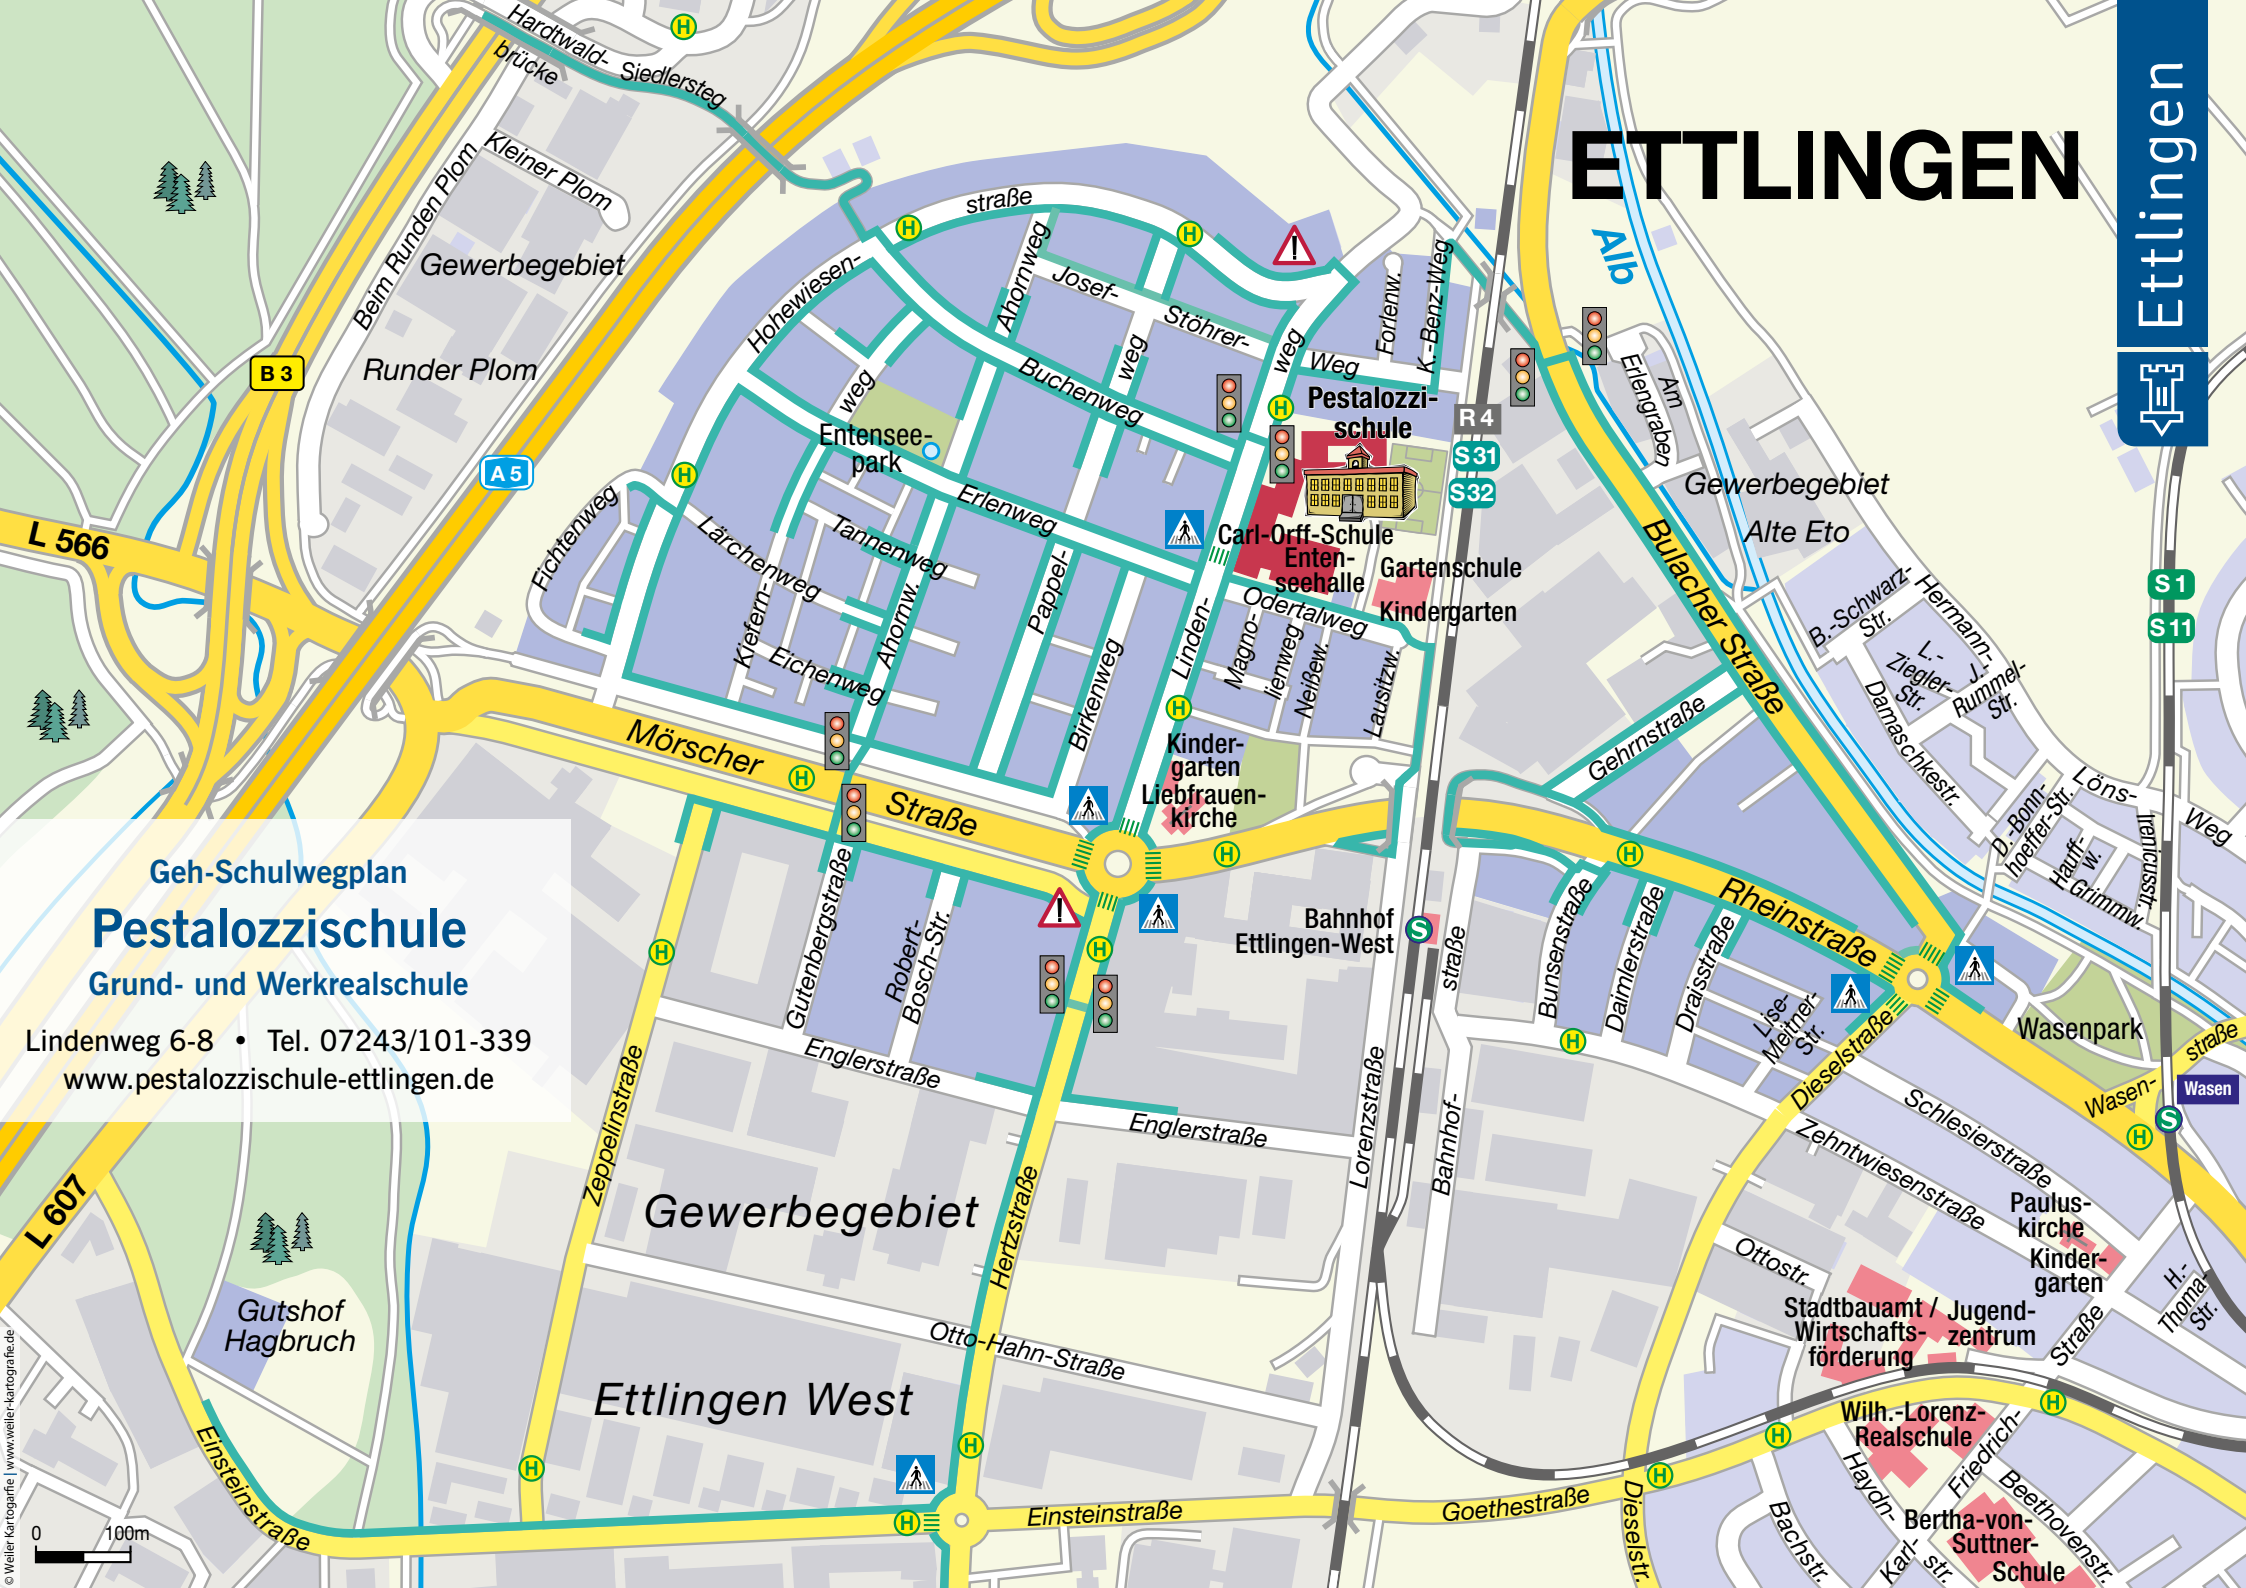 ETTLINGEN
Ettlingen
Geh-Schulwegplan
Pestalozzischule
Grund- und Werkrealschule
Lindenweg 6-8 • Tel. 07243/101-339
www.pestalozzischule-ettlingen.de
Hardtwald-
brücke
Siedlersteg
H
Kleiner Plom
Beim Runden Plom
Gewerbegebiet
Runder Plom
B 3
A 5
L 566
L 607
Hohewiesen-
straße
Ahornweg
Josef-
Stöhrer-
Weg
Forlenw.
K.-Benz-Weg
weg
weg
weg
Buchenweg
Entensee-
park
Erlenweg
Pestalozzi-
schule
R 4
S 31
S 32
Carl-Orff-Schule
Enten-
seehalle
Gartenschule
Kindergarten
Odertalweg
Fichtenweg
Lärchenweg
Tannenweg
Kiefern-
Ahornw.
Eichenweg
Pappel-
Birkenweg
Linden-
Magno-
lienweg
Neißew.
Lausitzw.
Kinder-
garten
Liebfrauen-
kirche
Mörscher
Straße
Alb
Am
Erlengraben
Gewerbegebiet
Alte Eto
Bulacher Straße
B.-Schwarz-
Str.
Hermann-
Löns-
Weg
L.-
Ziegler-
Str.
J.-
Rummel-
Str.
Damaschkestr.
D.-Bonn-
hoeffer-Str.
Hauff-
w.
Grimmw.
Irenicusstr.
S 1
S 11
Gehrnstraße
Rheinstraße
Bunsenstraße
Daimlerstraße
Draisstraße
Lise-
Meitner-
Str.
Dieselstraße
Wasenpark
Wasen-
straße
Wasen
S
Bahnhof
Ettlingen-West
S
Bahnhof-
straße
Lorenzstraße
Gutenbergstraße
Robert-
Bosch-Str.
Englerstraße
Englerstraße
Zeppelinstraße
Hertzstraße
Gewerbegebiet
Ettlingen West
Otto-Hahn-Straße
Gutshof
Hagbruch
Einsteinstraße
Einsteinstraße
Goethestraße
Dieselstr.
Schlesierstraße
Zehntwiesenstraße
Paulus-
kirche
Kinder-
garten
H.-
Thoma-
Str.
Ottostr.
Stadtbauamt /
Wirtschafts-
förderung
Jugend-
zentrum
Straße
Wilh.-Lorenz-
Realschule
Friedrich-
Haydn-
str.
Bachstr.
Karl-
Beethovenstr.
Bertha-von-
Suttner-
Schule
0 100m
© Weiler Kartografie | www.weiler-kartografie.de